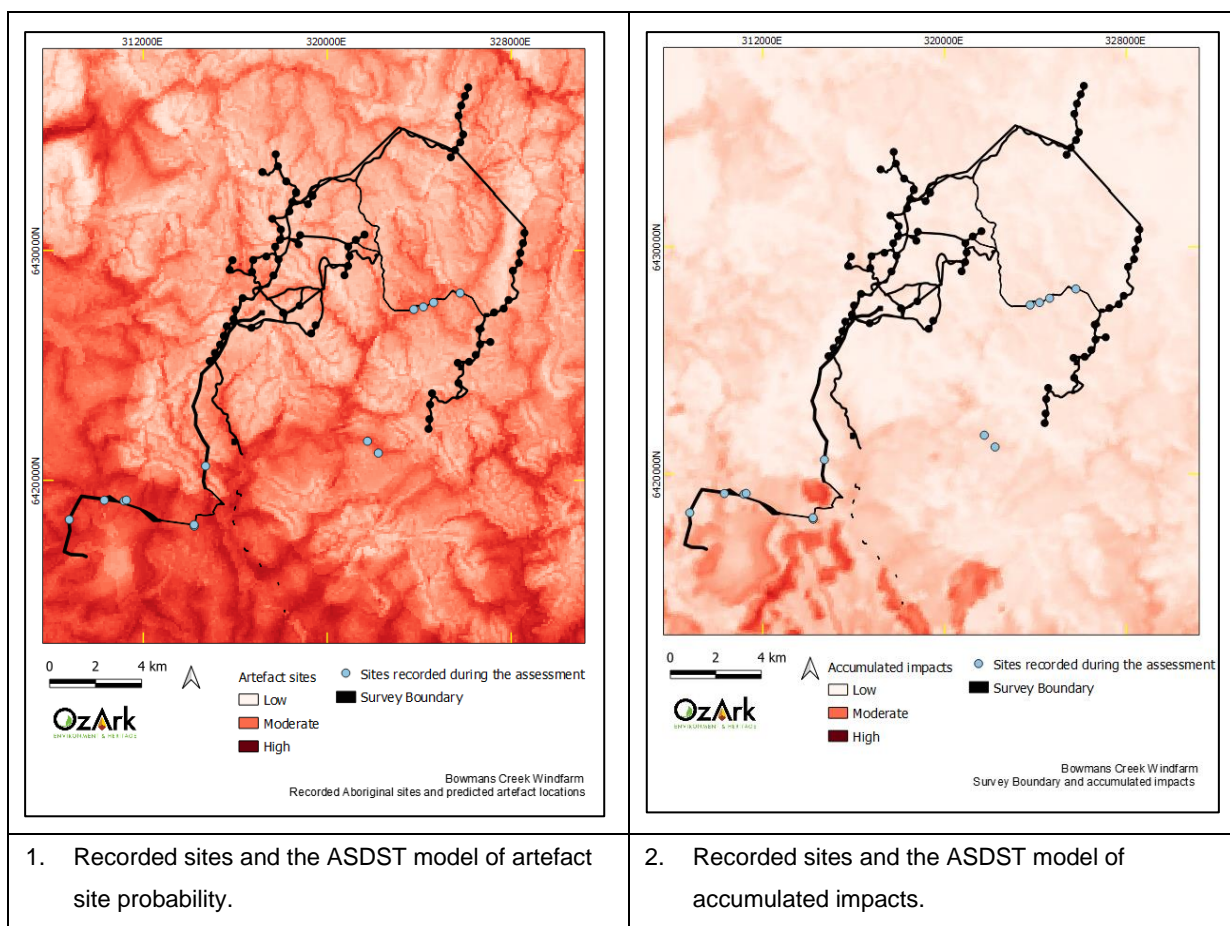 312000E 320000E 328000E
6430000N
6420000N
0 2 4 km
Artefact sites
Low
Moderate
High
Sites recorded during the assessment
Survey Boundary
OzArk
ENVIRONMENT & HERITAGE
Bowmans Creek Windfarm
Recorded Aboriginal sites and predicted artefact locations
1. Recorded sites and the ASDST model of artefact
site probability.
312000E 320000E 328000E
6430000N
6420000N
0 2 4 km
Accumulated impacts
Low
Moderate
High
Sites recorded during the assessment
Survey Boundary
OzArk
ENVIRONMENT & HERITAGE
Bowmans Creek Windfarm
Survey Boundary and accumulated impacts
2. Recorded sites and the ASDST model of
accumulated impacts.